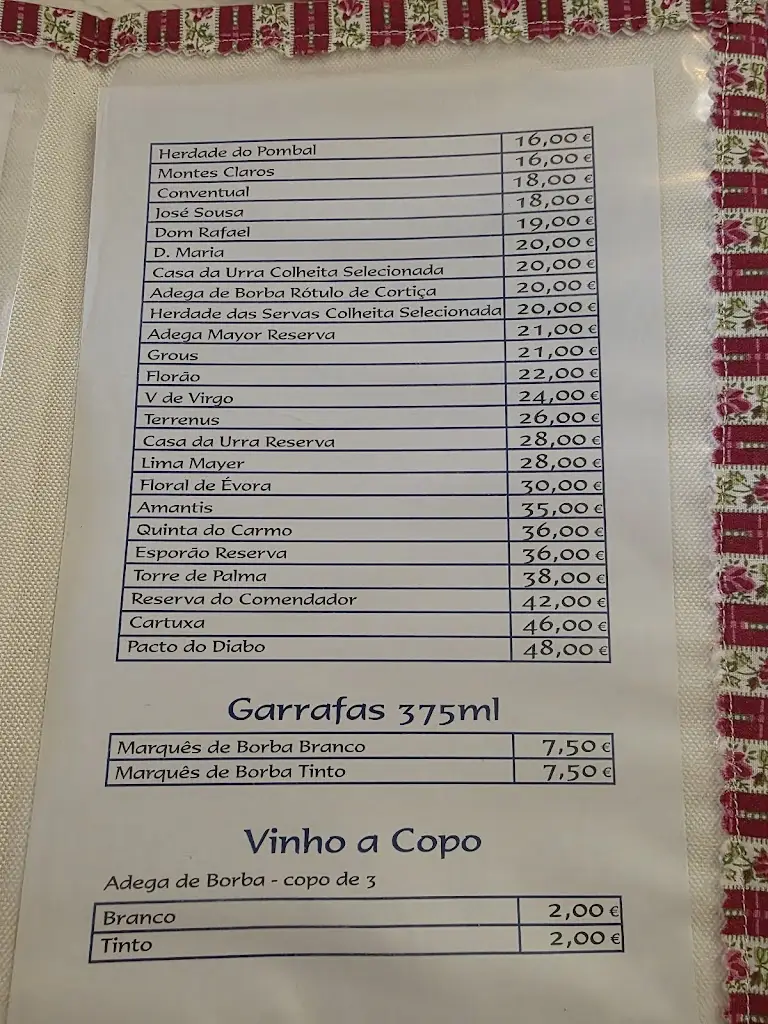 Herdade do Pombal 16,00 €
Montes Claros 16,00 €
Conventual 18,00 €
José Sousa 18,00 €
Dom Rafael 19,00 €
D. Maria 20,00 €
Casa da Urra Colheita Selecionada 20,00 €
Adega de Borba Rótulo de Cortiça 20,00 €
Herdade das Servas Colheita Selecionada 20,00 €
Adega Mayor Reserva 21,00 €
Grous 21,00 €
Florão 22,00 €
V de Virgo 24,00 €
Terrenus 26,00 €
Casa da Urra Reserva 28,00 €
Lima Mayer 28,00 €
Floral de Évora 30,00 €
Amantis 35,00 €
Quinta do Carmo 36,00 €
Esporão Reserva 36,00 €
Torre de Palma 38,00 €
Reserva do Comendador 42,00 €
Cartuxa 46,00 €
Pacto do Diabo 48,00 €
Garrafas 375ml
Marquês de Borba Branco 7,50 €
Marquês de Borba Tinto 7,50 €
Vinho a Copo
Adega de Borba - copo de 3
Branco 2,00 €
Tinto 2,00 €